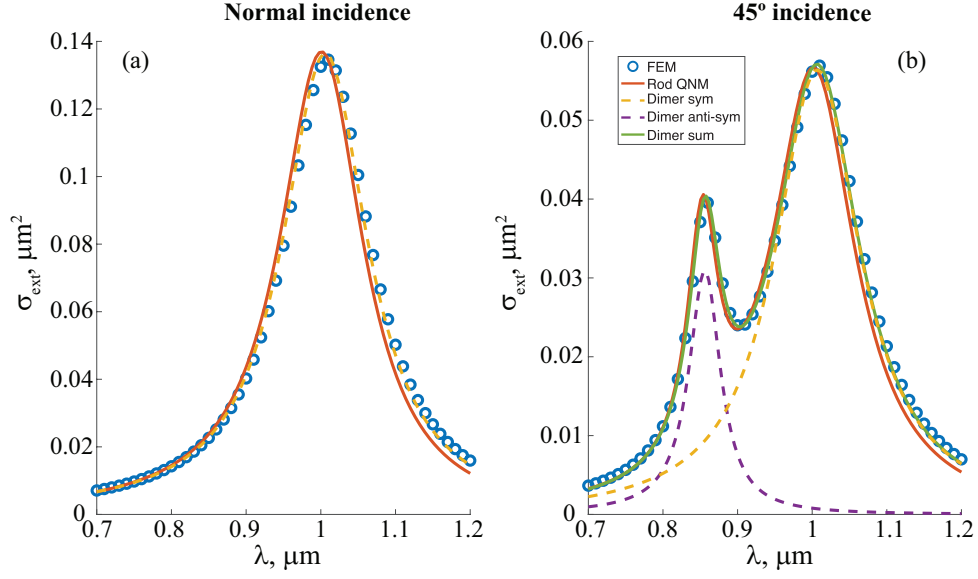 Normal incidence
(a)
σext, μm²
0.14
0.12
0.1
0.08
0.06
0.04
0.02
0
0.7 0.8 0.9 1 1.1 1.2
λ, μm
45º incidence
(b)
FEM
Rod QNM
Dimer sym
Dimer anti-sym
Dimer sum
σext, μm²
0.06
0.05
0.04
0.03
0.02
0.01
0
0.7 0.8 0.9 1 1.1 1.2
λ, μm